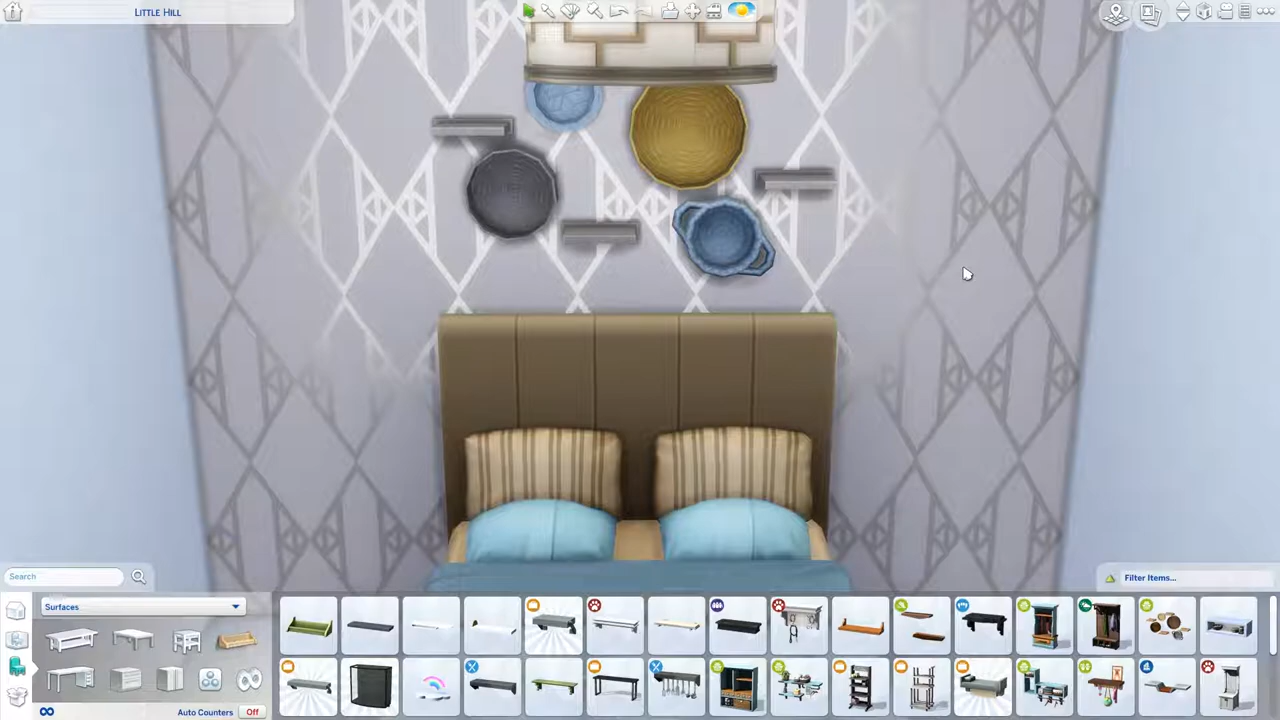 LITTLE HILL
Search
Filter Items...
Surfaces
Auto Counters Off